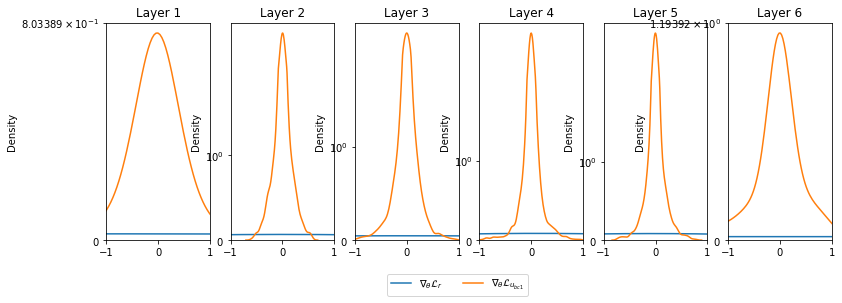 Layer 1
Layer 2
Layer 3
Layer 4
Layer 5
Layer 6
8.03389 × 10⁻¹
0
Density
−1 0 1
10⁰
0
Density
−1 0 1
10⁰
0
Density
−1 0 1
10⁰
0
Density
−1 0 1
10⁰
0
Density
−1 0 1
1.19392 × 10⁰
0
Density
−1 0 1
∇θℒr ∇θℒu_bc1